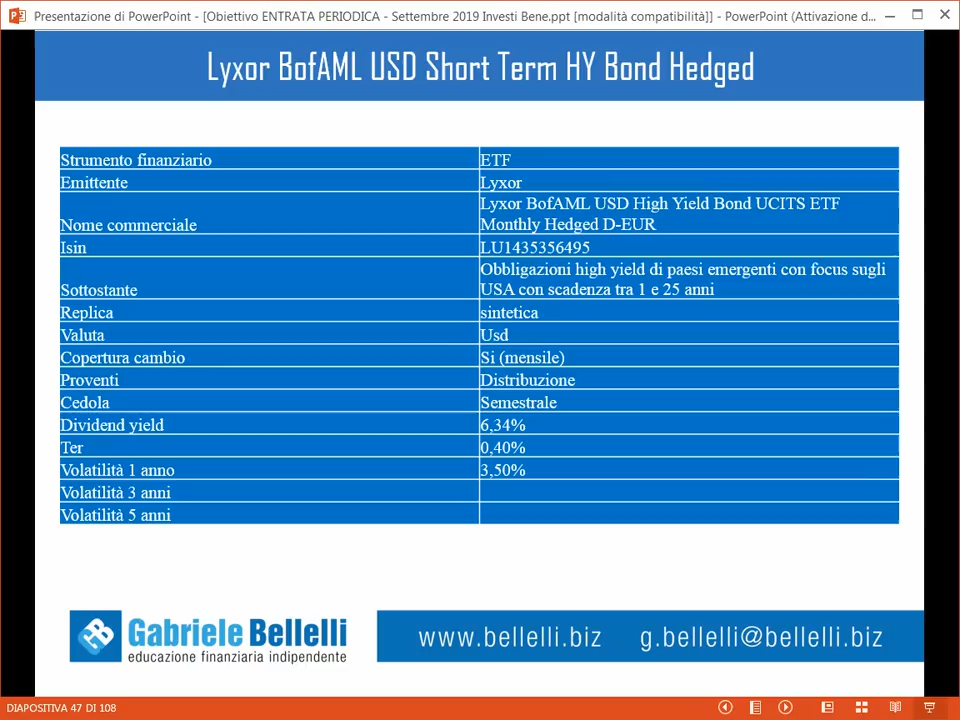 Presentazione di PowerPoint - [Obiettivo ENTRATA PERIODICA - Settembre 2019 Investi Bene.ppt [modalità compatibilità]] - PowerPoint (Attivazione d...
Lyxor BofAML USD Short Term HY Bond Hedged
Strumento finanziario ETF
Emittente Lyxor
Nome commerciale Lyxor BofAML USD High Yield Bond UCITS ETF
Monthly Hedged D-EUR
Isin LU1435356495
Sottostante Obbligazioni high yield di paesi emergenti con focus sugli
USA con scadenza tra 1 e 25 anni
Replica sintetica
Valuta Usd
Copertura cambio Si (mensile)
Proventi Distribuzione
Cedola Semestrale
Dividend yield 6,34%
Ter 0,40%
Volatilità 1 anno 3,50%
Volatilità 3 anni
Volatilità 5 anni
Gabriele Bellelli
educazione finanziaria indipendente
www.bellelli.biz g.bellelli@bellelli.biz
DIAPOSITIVA 47 DI 108